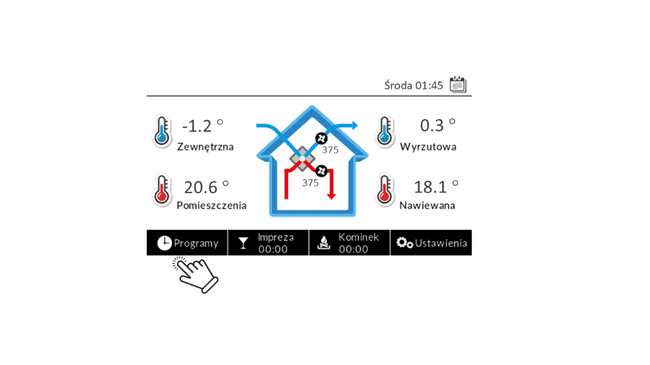 Środa 01:45
-1.2 °
Zewnętrzna
0.3 °
Wyrzutowa
375
375
20.6 °
Pomieszczenia
18.1 °
Nawiewana
Programy
Impreza
00:00
Kominek
00:00
Ustawienia